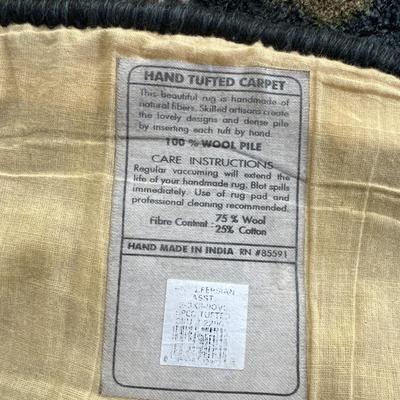 HAND TUFTED CARPET
This beautiful rug is handmade of
natural fibers. Skilled artisans create
the lovely designs and dense pile
by inserting each tuft by hand.
100 % WOOL PILE
CARE INSTRUCTIONS
Regular vaccuming will extend the
life of your handmade rug. Blot spills
immediately. Use of rug pad and
professional cleaning recommended.
Fibre Content : 75 % Wool
25% Cotton
HAND MADE IN INDIA RN #85591
PERSIAN
ASST
TUFTED